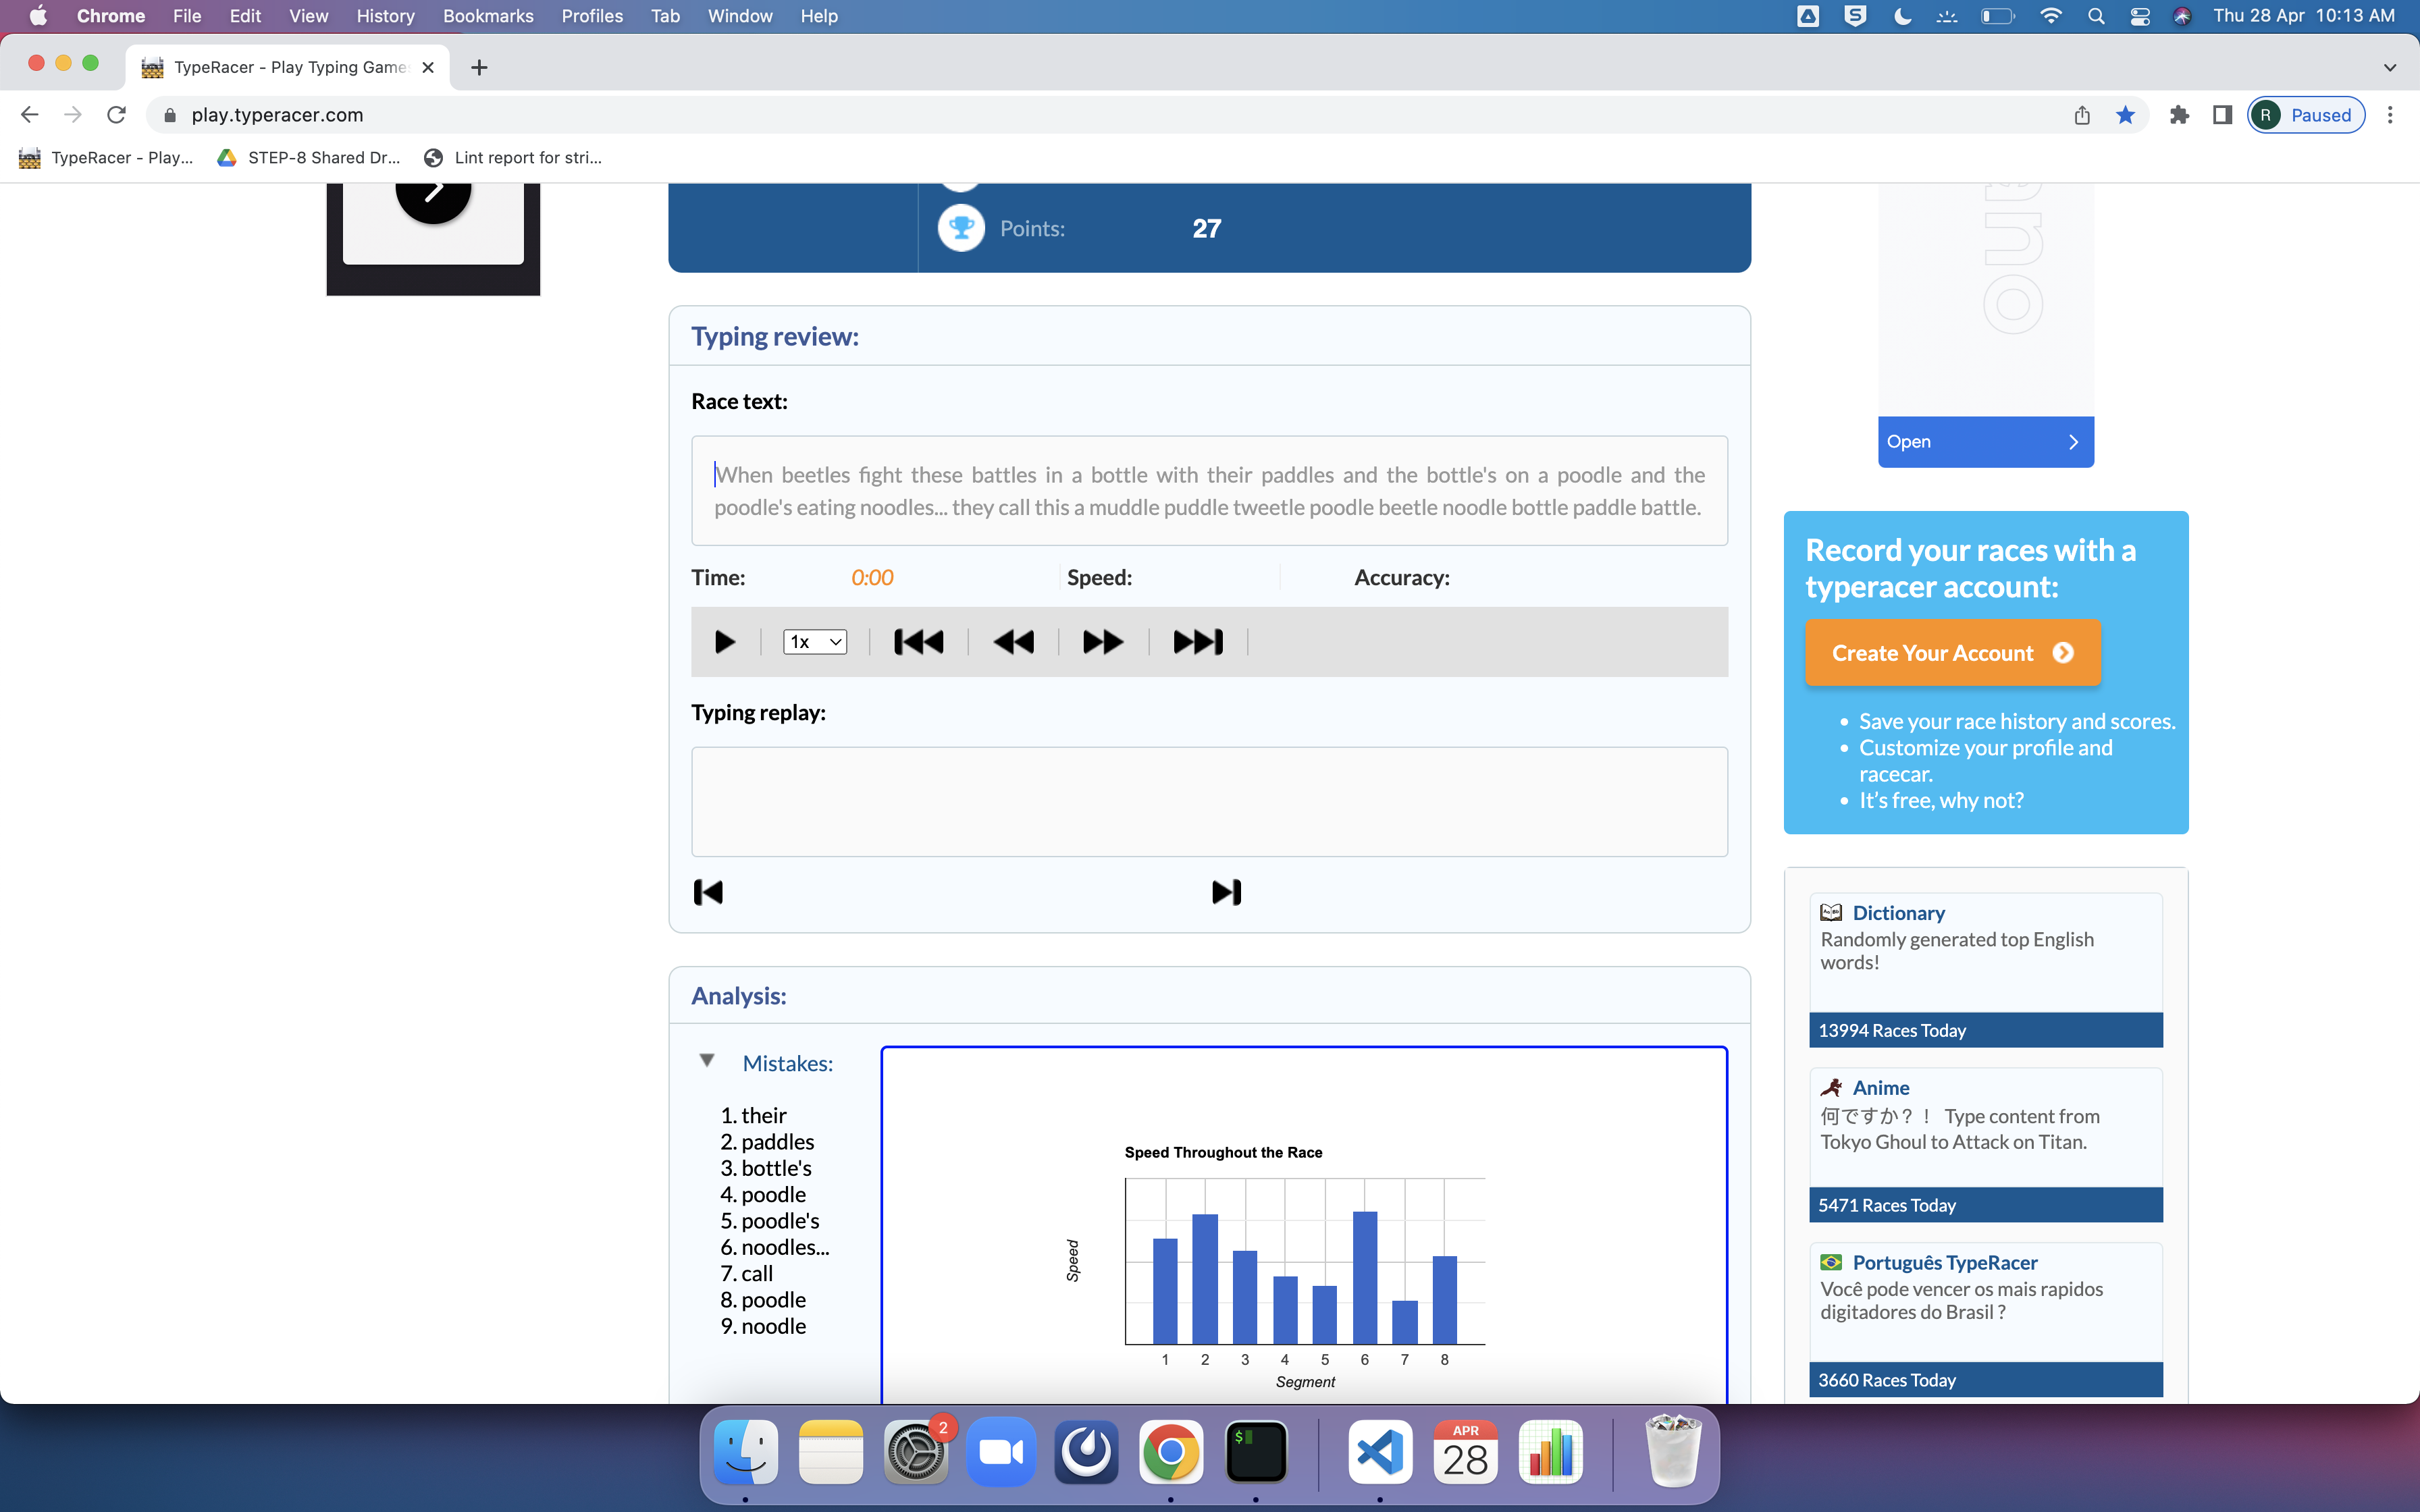 Chrome File Edit View History Bookmarks Profiles Tab Window Help Thu 28 Apr 10:13 AM
TypeRacer - Play Typing Game
play.typeracer.com R Paused
TypeRacer - Play... STEP-8 Shared Dr... Lint report for stri...
Points: 27
Typing review:
Race text:
When beetles fight these battles in a bottle with their paddles and the bottle's on a poodle and the
poodle's eating noodles... they call this a muddle puddle tweetle poodle beetle noodle bottle paddle battle.
Time: 0:00 Speed: Accuracy:
1x
Typing replay:
Analysis:
Mistakes:
1. their
2. paddles
3. bottle's
4. poodle
5. poodle's
6. noodles...
7. call
8. poodle
9. noodle
Speed Throughout the Race
Speed
1 2 3 4 5 6 7 8
Segment
Open
Record your races with a
typeracer account:
Create Your Account
• Save your race history and scores.
• Customize your profile and
racecar.
• It's free, why not?
Dictionary
Randomly generated top English
words!
13994 Races Today
Anime
何ですか？！ Type content from
Tokyo Ghoul to Attack on Titan.
5471 Races Today
Português TypeRacer
Você pode vencer os mais rapidos
digitadores do Brasil ?
3660 Races Today
2
$
APR
28